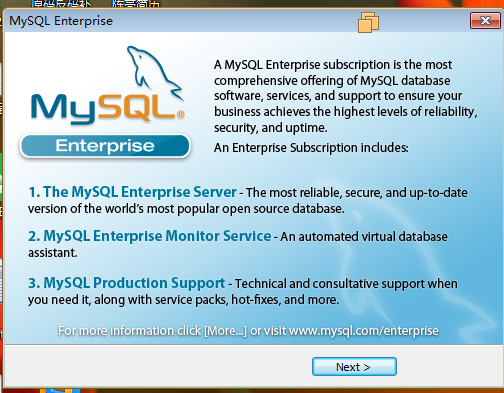 MySQL Enterprise
MySQL®
Enterprise
A MySQL Enterprise subscription is the most
comprehensive offering of MySQL database
software, services, and support to ensure your
business achieves the highest levels of reliability,
security, and uptime.
An Enterprise Subscription includes:
1. The MySQL Enterprise Server - The most reliable, secure, and up-to-date
version of the world's most popular open source database.
2. MySQL Enterprise Monitor Service - An automated virtual database
assistant.
3. MySQL Production Support - Technical and consultative support when
you need it, along with service packs, hot-fixes, and more.
For more information click [More...] or visit www.mysql.com/enterprise
Next >